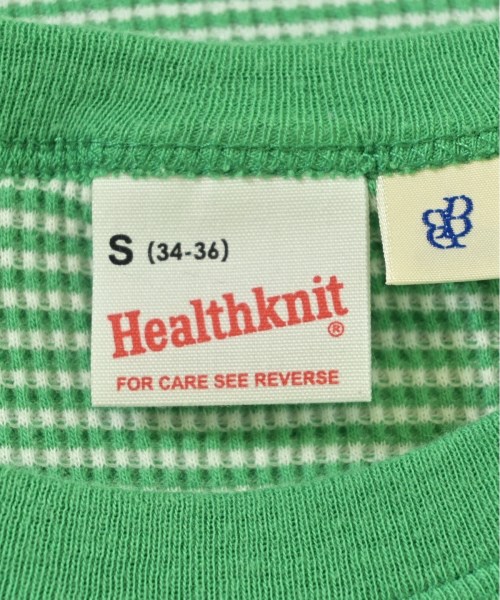 S (34-36)
Healthknit®
FOR CARE SEE REVERSE